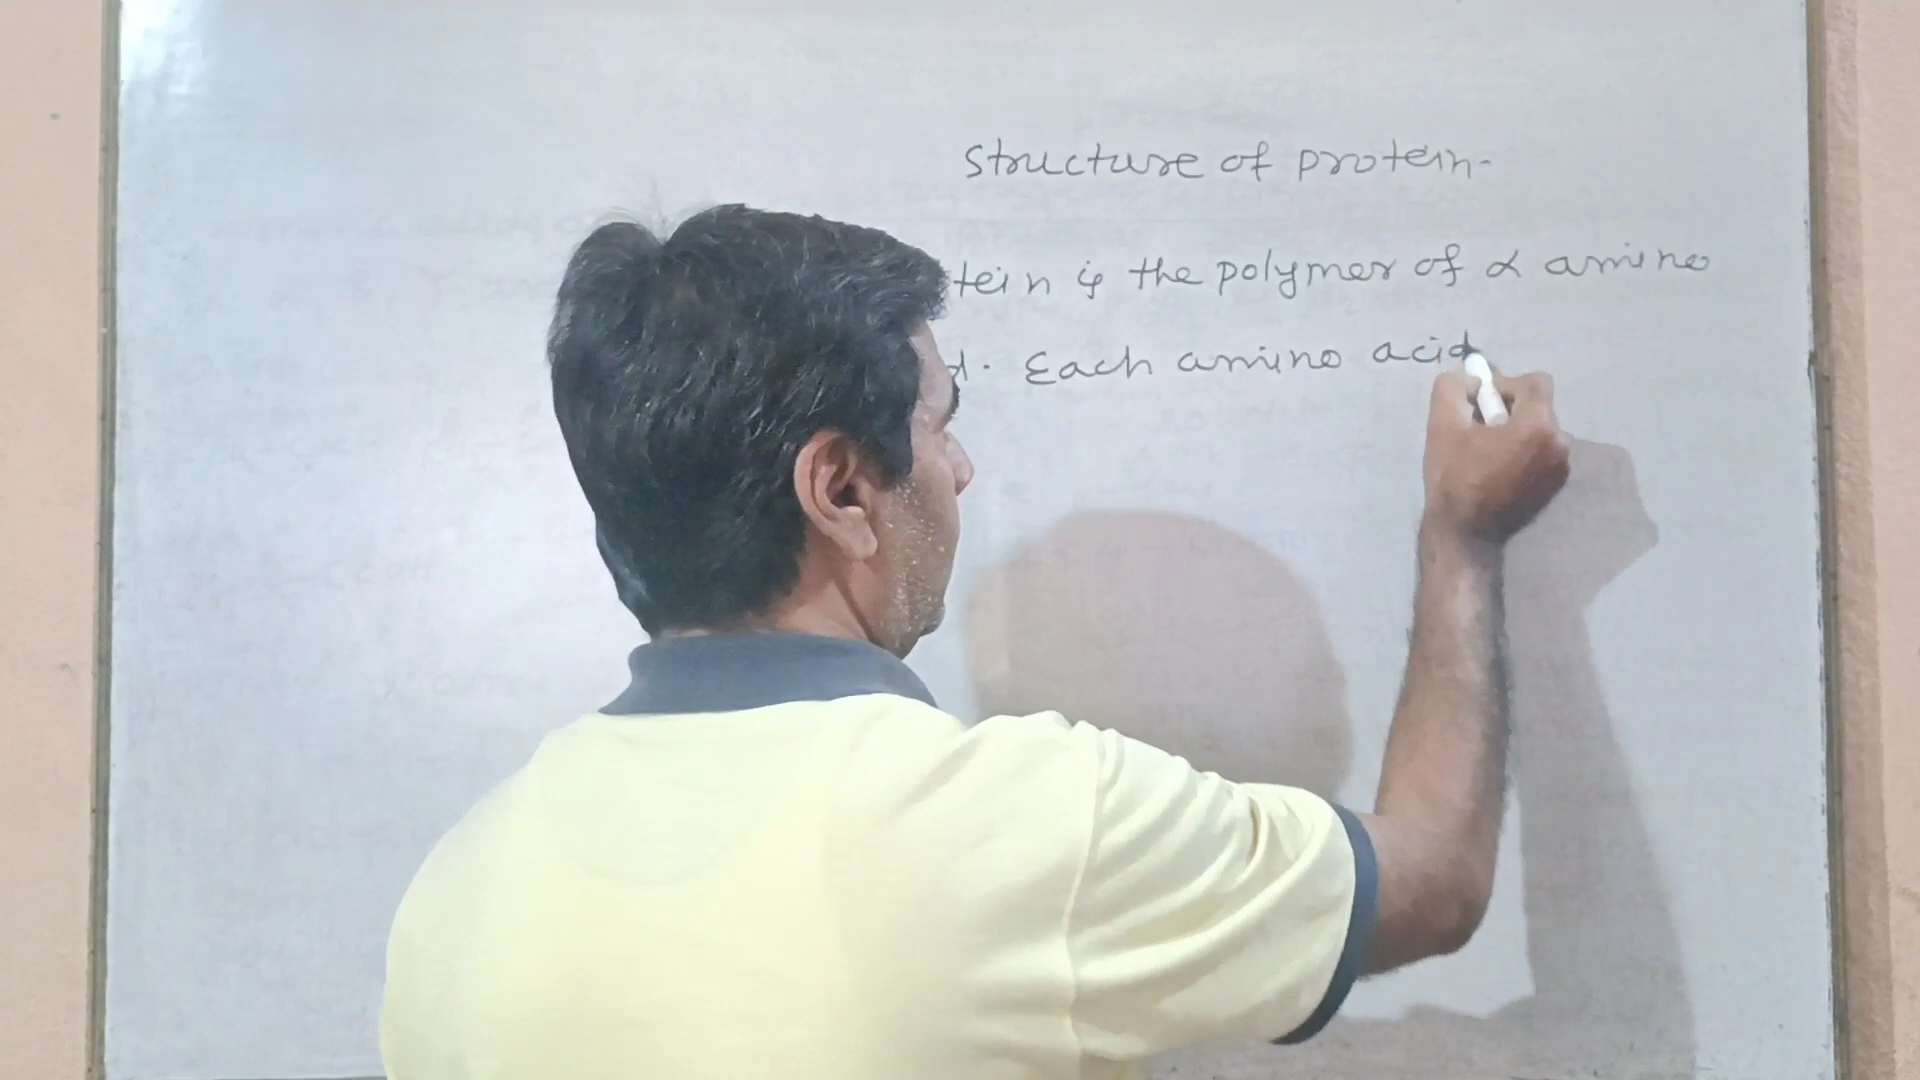 Structure of protein-
tein is the polymer of α amino
d. Each amino acid